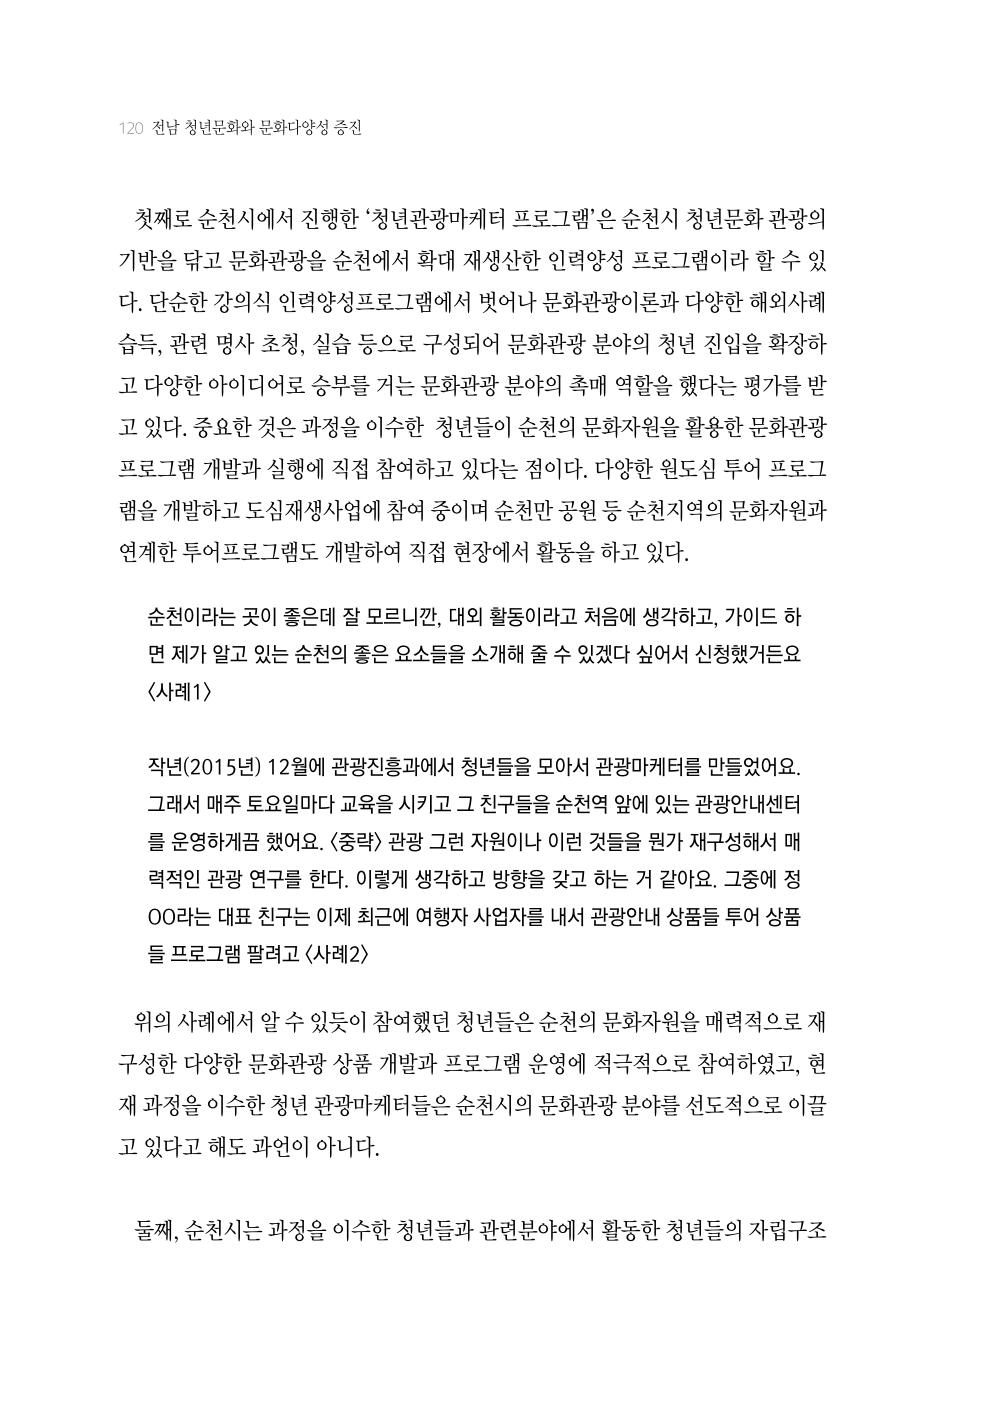 120 전남 청년문화와 문화다양성 증진
첫째로 순천시에서 진행한 ‘청년관광마케터 프로그램’은 순천시 청년문화 관광의
기반을 닦고 문화관광을 순천에서 확대 재생산한 인력양성 프로그램이라 할 수 있
다. 단순한 강의식 인력양성프로그램에서 벗어나 문화관광이론과 다양한 해외사례
습득, 관련 명사 초청, 실습 등으로 구성되어 문화관광 분야의 청년 진입을 확장하
고 다양한 아이디어로 승부를 거는 문화관광 분야의 촉매 역할을 했다는 평가를 받
고 있다. 중요한 것은 과정을 이수한 청년들이 순천의 문화자원을 활용한 문화관광
프로그램 개발과 실행에 직접 참여하고 있다는 점이다. 다양한 원도심 투어 프로그
램을 개발하고 도심재생사업에 참여 중이며 순천만 공원 등 순천지역의 문화자원과
연계한 투어프로그램도 개발하여 직접 현장에서 활동을 하고 있다.
순천이라는 곳이 좋은데 잘 모르니깐, 대외 활동이라고 처음에 생각하고, 가이드 하
면 제가 알고 있는 순천의 좋은 요소들을 소개해 줄 수 있겠다 싶어서 신청했거든요
〈사례1〉
작년(2015년) 12월에 관광진흥과에서 청년들을 모아서 관광마케터를 만들었어요.
그래서 매주 토요일마다 교육을 시키고 그 친구들을 순천역 앞에 있는 관광안내센터
를 운영하게끔 했어요. 〈중략〉 관광 그런 자원이나 이런 것들을 뭔가 재구성해서 매
력적인 관광 연구를 한다. 이렇게 생각하고 방향을 갖고 하는 거 같아요. 그중에 정
OO라는 대표 친구는 이제 최근에 여행자 사업자를 내서 관광안내 상품들 투어 상품
들 프로그램 팔려고 〈사례2〉
위의 사례에서 알 수 있듯이 참여했던 청년들은 순천의 문화자원을 매력적으로 재
구성한 다양한 문화관광 상품 개발과 프로그램 운영에 적극적으로 참여하였고, 현
재 과정을 이수한 청년 관광마케터들은 순천시의 문화관광 분야를 선도적으로 이끌
고 있다고 해도 과언이 아니다.
둘째, 순천시는 과정을 이수한 청년들과 관련분야에서 활동한 청년들의 자립구조